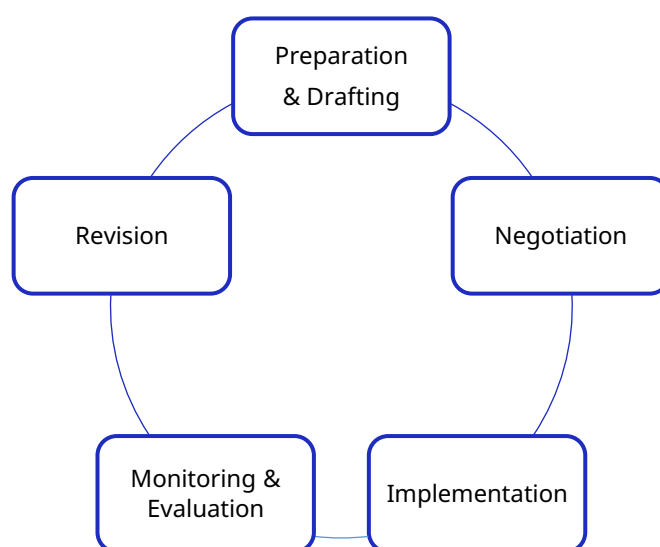 Preparation
& Drafting
Revision
Negotiation
Monitoring &
Evaluation
Implementation